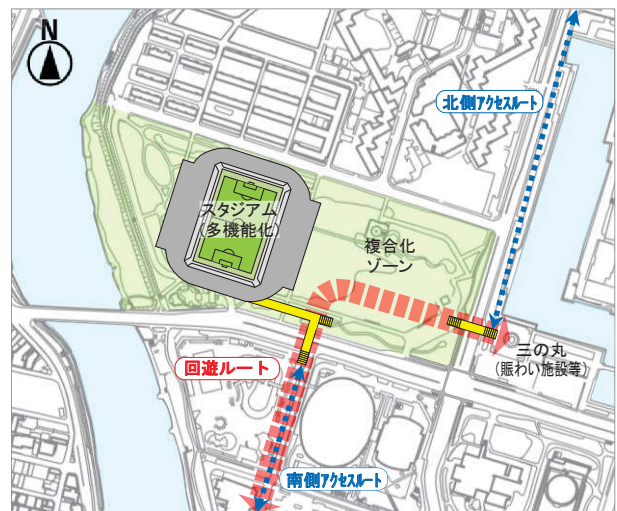 N
北側アクセスルート
スタジアム
(多機能化)
複合化
ゾーン
三の丸
(賑わい施設等)
回遊ルート
南側アクセスルート